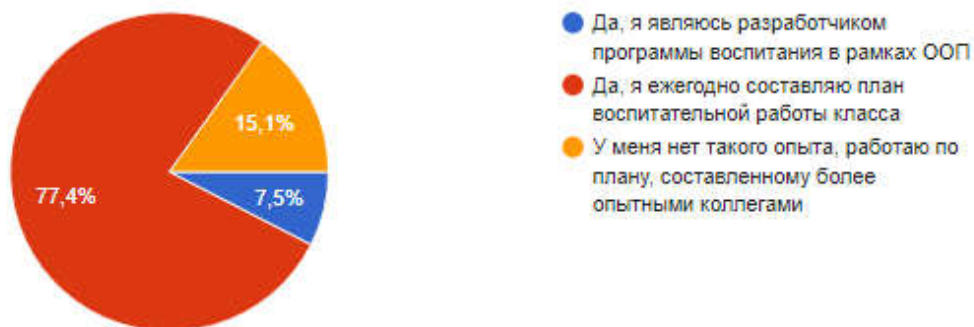 77,4%
15,1%
7,5%
Да, я являюсь разработчиком
программы воспитания в рамках ООП
Да, я ежегодно составляю план
воспитательной работы класса
У меня нет такого опыта, работаю по
плану, составленному более
опытными коллегами